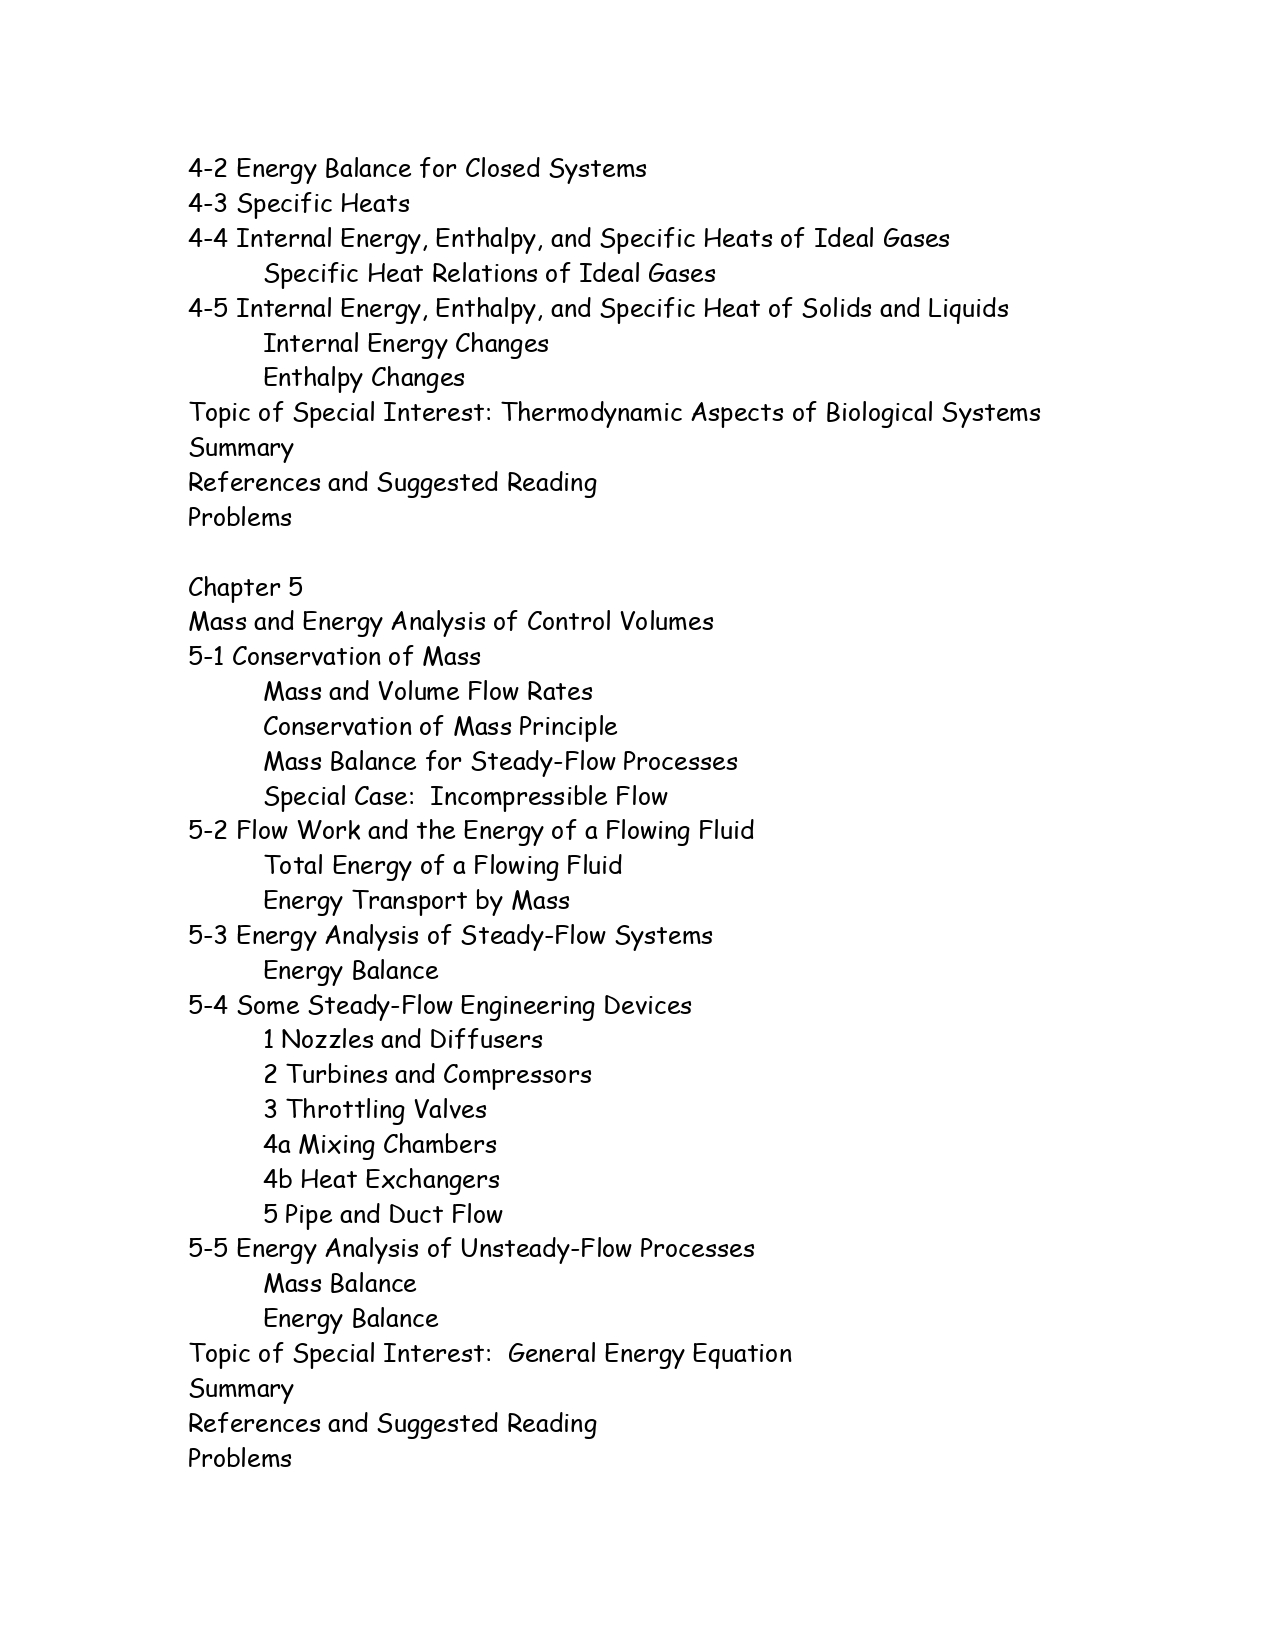 4-2 Energy Balance for Closed Systems
4-3 Specific Heats
4-4 Internal Energy, Enthalpy, and Specific Heats of Ideal Gases
Specific Heat Relations of Ideal Gases
4-5 Internal Energy, Enthalpy, and Specific Heat of Solids and Liquids
Internal Energy Changes
Enthalpy Changes
Topic of Special Interest: Thermodynamic Aspects of Biological Systems
Summary
References and Suggested Reading
Problems
Chapter 5
Mass and Energy Analysis of Control Volumes
5-1 Conservation of Mass
Mass and Volume Flow Rates
Conservation of Mass Principle
Mass Balance for Steady-Flow Processes
Special Case:  Incompressible Flow
5-2 Flow Work and the Energy of a Flowing Fluid
Total Energy of a Flowing Fluid
Energy Transport by Mass
5-3 Energy Analysis of Steady-Flow Systems
Energy Balance
5-4 Some Steady-Flow Engineering Devices
1 Nozzles and Diffusers
2 Turbines and Compressors
3 Throttling Valves
4a Mixing Chambers
4b Heat Exchangers
5 Pipe and Duct Flow
5-5 Energy Analysis of Unsteady-Flow Processes
Mass Balance
Energy Balance
Topic of Special Interest:  General Energy Equation
Summary
References and Suggested Reading
Problems